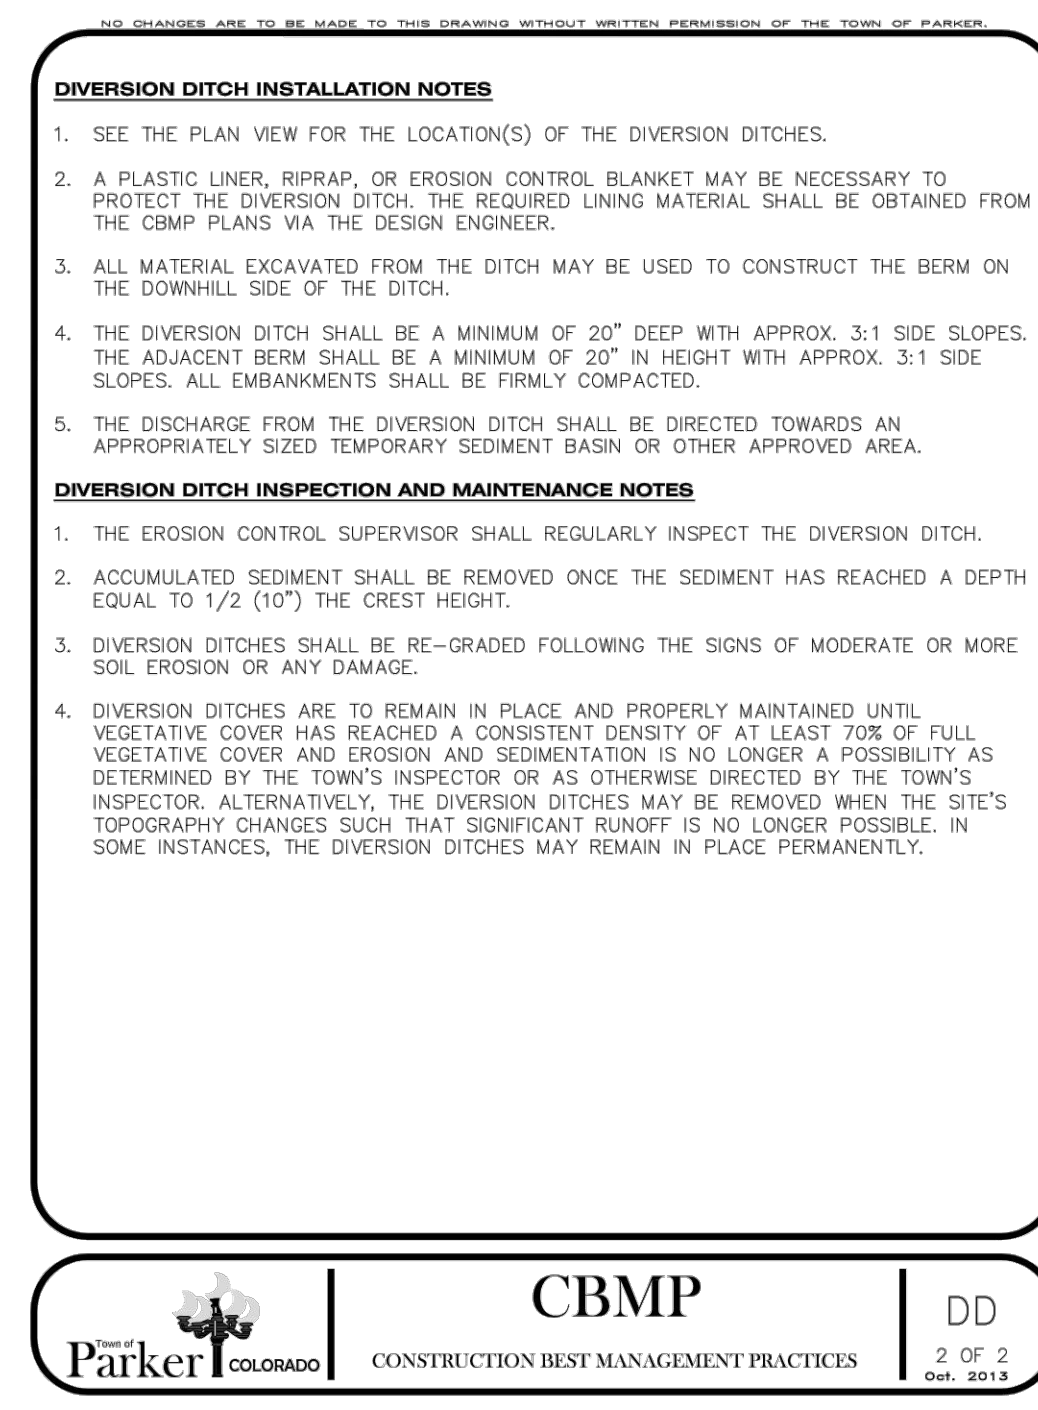 NO CHANGES ARE TO BE MADE TO THIS DRAWING WITHOUT WRITTEN PERMISSION OF THE TOWN OF PARKER.
DIVERSION DITCH INSTALLATION NOTES
1. SEE THE PLAN VIEW FOR THE LOCATION(S) OF THE DIVERSION DITCHES.
2. A PLASTIC LINER, RIPRAP, OR EROSION CONTROL BLANKET MAY BE NECESSARY TO
PROTECT THE DIVERSION DITCH. THE REQUIRED LINING MATERIAL SHALL BE OBTAINED FROM
THE CBMP PLANS VIA THE DESIGN ENGINEER.
3. ALL MATERIAL EXCAVATED FROM THE DITCH MAY BE USED TO CONSTRUCT THE BERM ON
THE DOWNHILL SIDE OF THE DITCH.
4. THE DIVERSION DITCH SHALL BE A MINIMUM OF 20" DEEP WITH APPROX. 3:1 SIDE SLOPES.
THE ADJACENT BERM SHALL BE A MINIMUM OF 20" IN HEIGHT WITH APPROX. 3:1 SIDE
SLOPES. ALL EMBANKMENTS SHALL BE FIRMLY COMPACTED.
5. THE DISCHARGE FROM THE DIVERSION DITCH SHALL BE DIRECTED TOWARDS AN
APPROPRIATELY SIZED TEMPORARY SEDIMENT BASIN OR OTHER APPROVED AREA.
DIVERSION DITCH INSPECTION AND MAINTENANCE NOTES
1. THE EROSION CONTROL SUPERVISOR SHALL REGULARLY INSPECT THE DIVERSION DITCH.
2. ACCUMULATED SEDIMENT SHALL BE REMOVED ONCE THE SEDIMENT HAS REACHED A DEPTH
EQUAL TO 1/2 (10") THE CREST HEIGHT.
3. DIVERSION DITCHES SHALL BE RE-GRADED FOLLOWING THE SIGNS OF MODERATE OR MORE
SOIL EROSION OR ANY DAMAGE.
4. DIVERSION DITCHES ARE TO REMAIN IN PLACE AND PROPERLY MAINTAINED UNTIL
VEGETATIVE COVER HAS REACHED A CONSISTENT DENSITY OF AT LEAST 70% OF FULL
VEGETATIVE COVER AND EROSION AND SEDIMENTATION IS NO LONGER A POSSIBILITY AS
DETERMINED BY THE TOWN'S INSPECTOR OR AS OTHERWISE DIRECTED BY THE TOWN'S
INSPECTOR. ALTERNATIVELY, THE DIVERSION DITCHES MAY BE REMOVED WHEN THE SITE'S
TOPOGRAPHY CHANGES SUCH THAT SIGNIFICANT RUNOFF IS NO LONGER POSSIBLE. IN
SOME INSTANCES, THE DIVERSION DITCHES MAY REMAIN IN PLACE PERMANENTLY.
Town of
Parker COLORADO
CBMP
CONSTRUCTION BEST MANAGEMENT PRACTICES
DD
2 OF 2
Oct. 2013